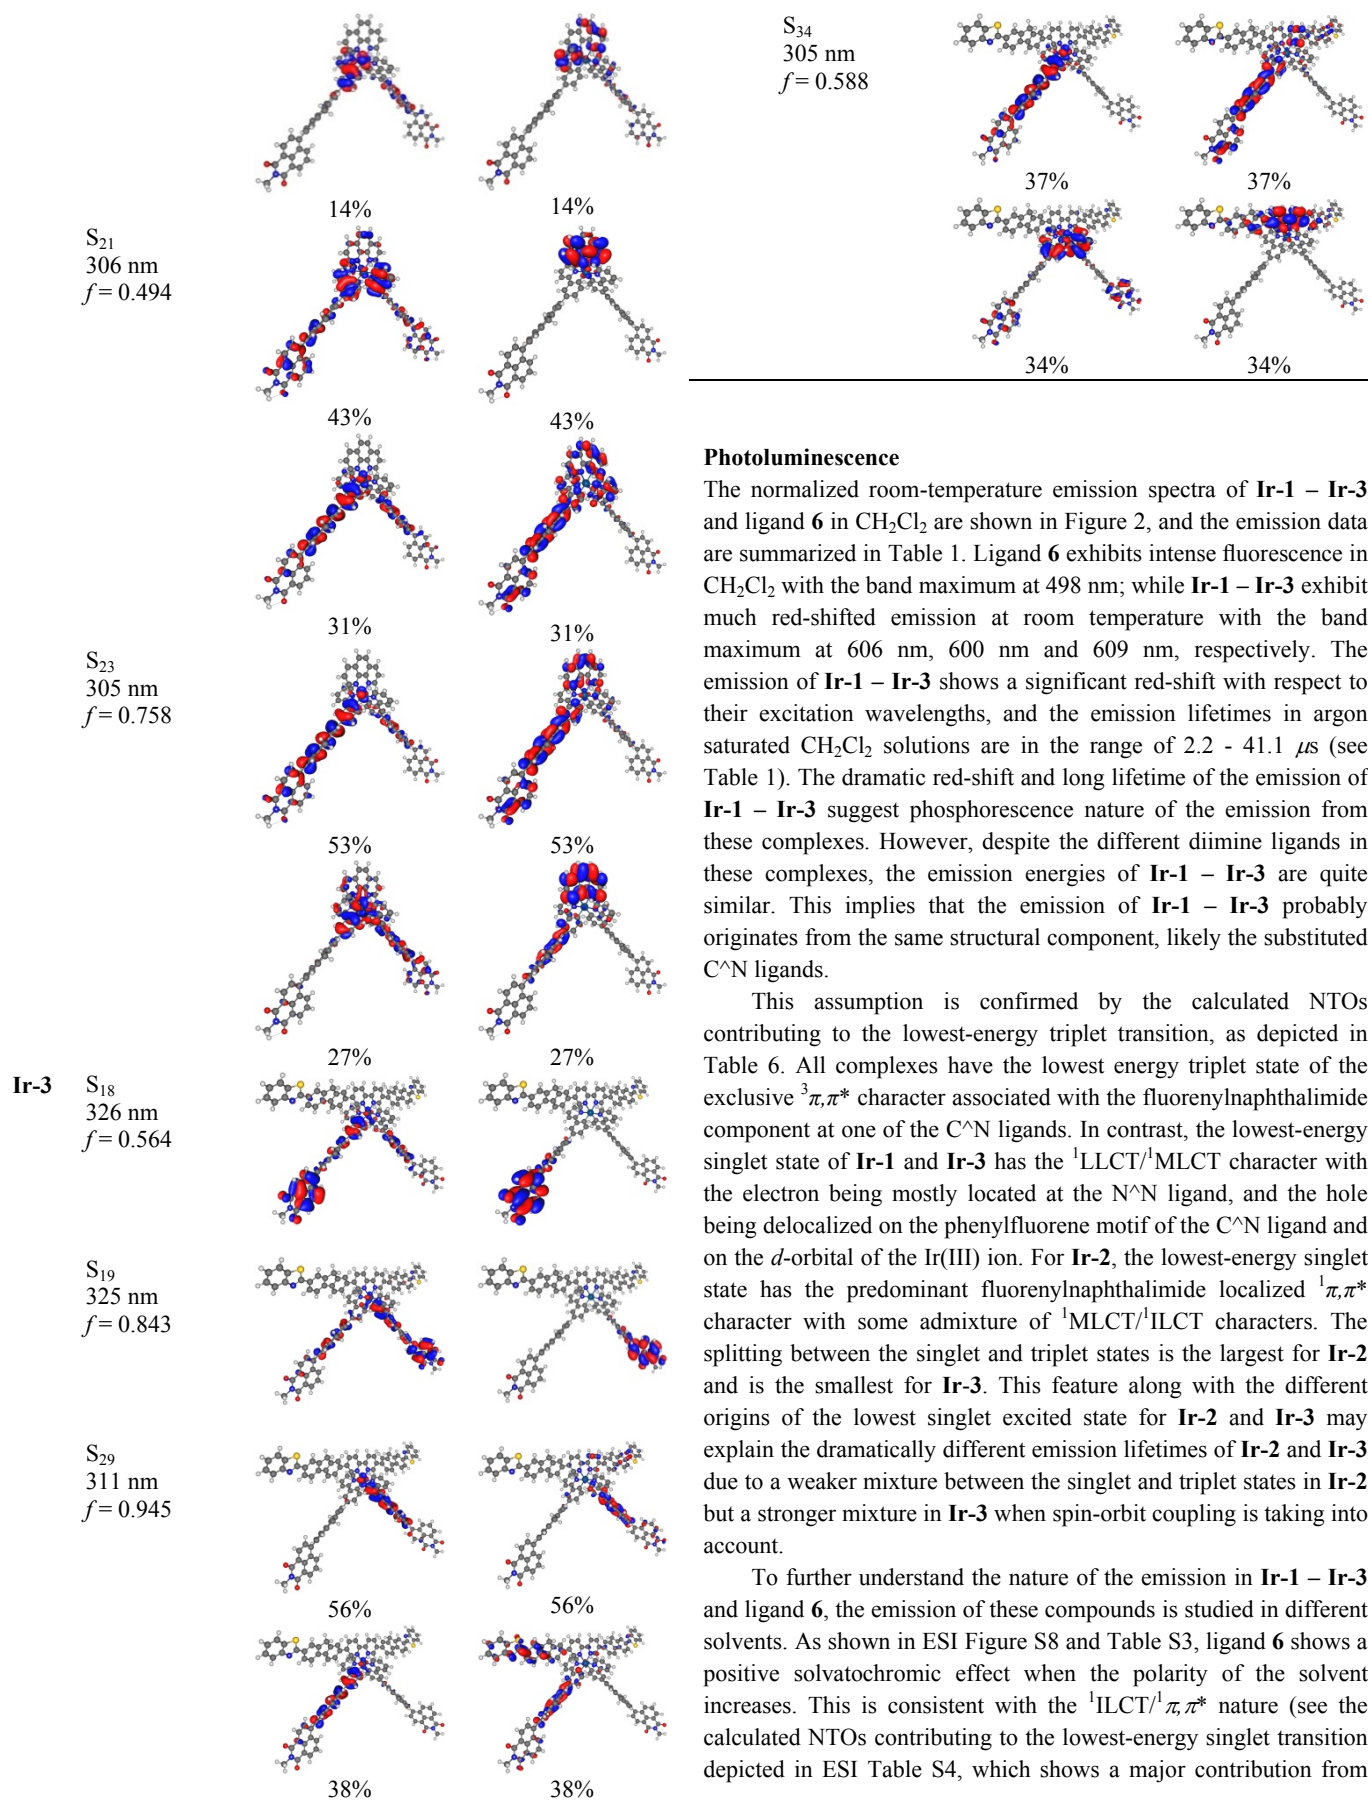 14% 14%
S21
306 nm
f = 0.494
43% 43%
31% 31%
S23
305 nm
f = 0.758
53% 53%
27% 27%
Ir-3 S18
326 nm
f = 0.564
S19
325 nm
f = 0.843
S29
311 nm
f = 0.945
56% 56%
38% 38%
S34
305 nm
f = 0.588
37% 37%
34% 34%
Photoluminescence
The normalized room-temperature emission spectra of Ir-1 – Ir-3
and ligand 6 in CH2Cl2 are shown in Figure 2, and the emission data
are summarized in Table 1. Ligand 6 exhibits intense fluorescence in
CH2Cl2 with the band maximum at 498 nm; while Ir-1 – Ir-3 exhibit
much red-shifted emission at room temperature with the band
maximum at 606 nm, 600 nm and 609 nm, respectively. The
emission of Ir-1 – Ir-3 shows a significant red-shift with respect to
their excitation wavelengths, and the emission lifetimes in argon
saturated CH2Cl2 solutions are in the range of 2.2 - 41.1 μs (see
Table 1). The dramatic red-shift and long lifetime of the emission of
Ir-1 – Ir-3 suggest phosphorescence nature of the emission from
these complexes. However, despite the different diimine ligands in
these complexes, the emission energies of Ir-1 – Ir-3 are quite
similar. This implies that the emission of Ir-1 – Ir-3 probably
originates from the same structural component, likely the substituted
C^N ligands.
This assumption is confirmed by the calculated NTOs
contributing to the lowest-energy triplet transition, as depicted in
Table 6. All complexes have the lowest energy triplet state of the
exclusive 3π,π* character associated with the fluorenylnaphthalimide
component at one of the C^N ligands. In contrast, the lowest-energy
singlet state of Ir-1 and Ir-3 has the 1LLCT/1MLCT character with
the electron being mostly located at the N^N ligand, and the hole
being delocalized on the phenylfluorene motif of the C^N ligand and
on the d-orbital of the Ir(III) ion. For Ir-2, the lowest-energy singlet
state has the predominant fluorenylnaphthalimide localized 1π,π*
character with some admixture of 1MLCT/1ILCT characters. The
splitting between the singlet and triplet states is the largest for Ir-2
and is the smallest for Ir-3. This feature along with the different
origins of the lowest singlet excited state for Ir-2 and Ir-3 may
explain the dramatically different emission lifetimes of Ir-2 and Ir-3
due to a weaker mixture between the singlet and triplet states in Ir-2
but a stronger mixture in Ir-3 when spin-orbit coupling is taking into
account.
To further understand the nature of the emission in Ir-1 – Ir-3
and ligand 6, the emission of these compounds is studied in different
solvents. As shown in ESI Figure S8 and Table S3, ligand 6 shows a
positive solvatochromic effect when the polarity of the solvent
increases. This is consistent with the 1ILCT/1π,π* nature (see the
calculated NTOs contributing to the lowest-energy singlet transition
depicted in ESI Table S4, which shows a major contribution from